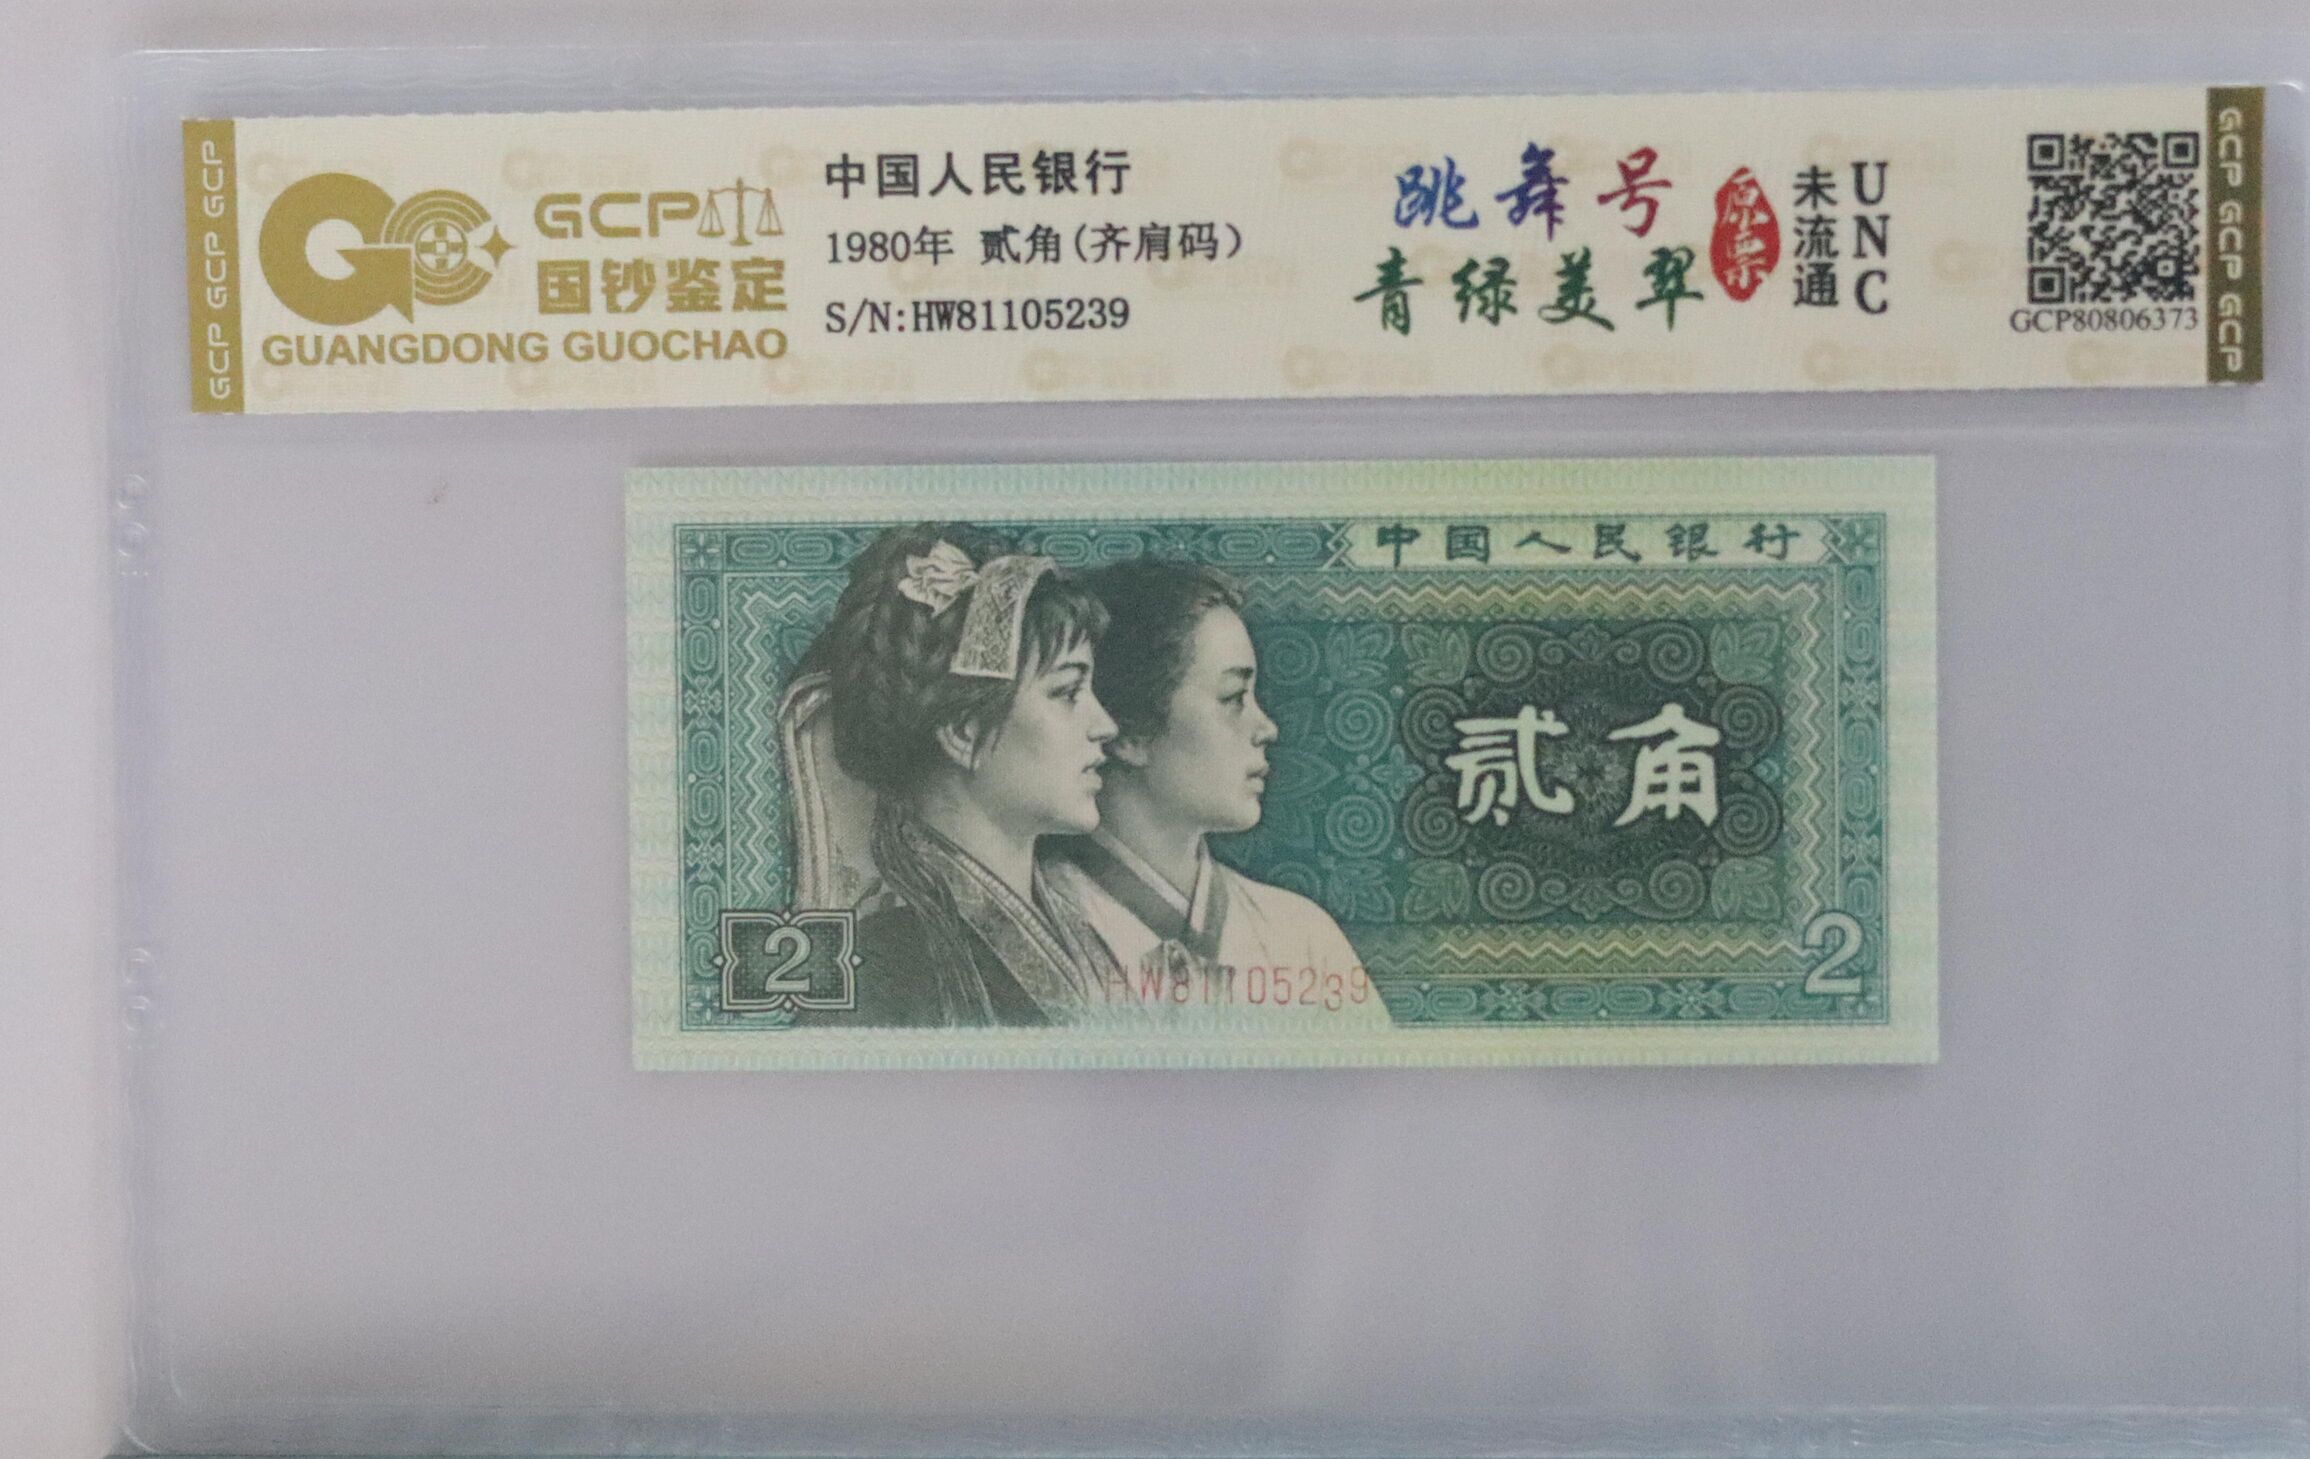 GCP GCP GCP
GCP
国钞鉴定
GUANGDONG GUOCHAO
中国人民银行
1980年 贰角(齐肩码)
S/N:HW81105239
跳舞号
青绿美翠
原票
未流通
UNC
GCP80806373
GCP GCP GCP
中国人民银行
贰角
2
HW81105239
2